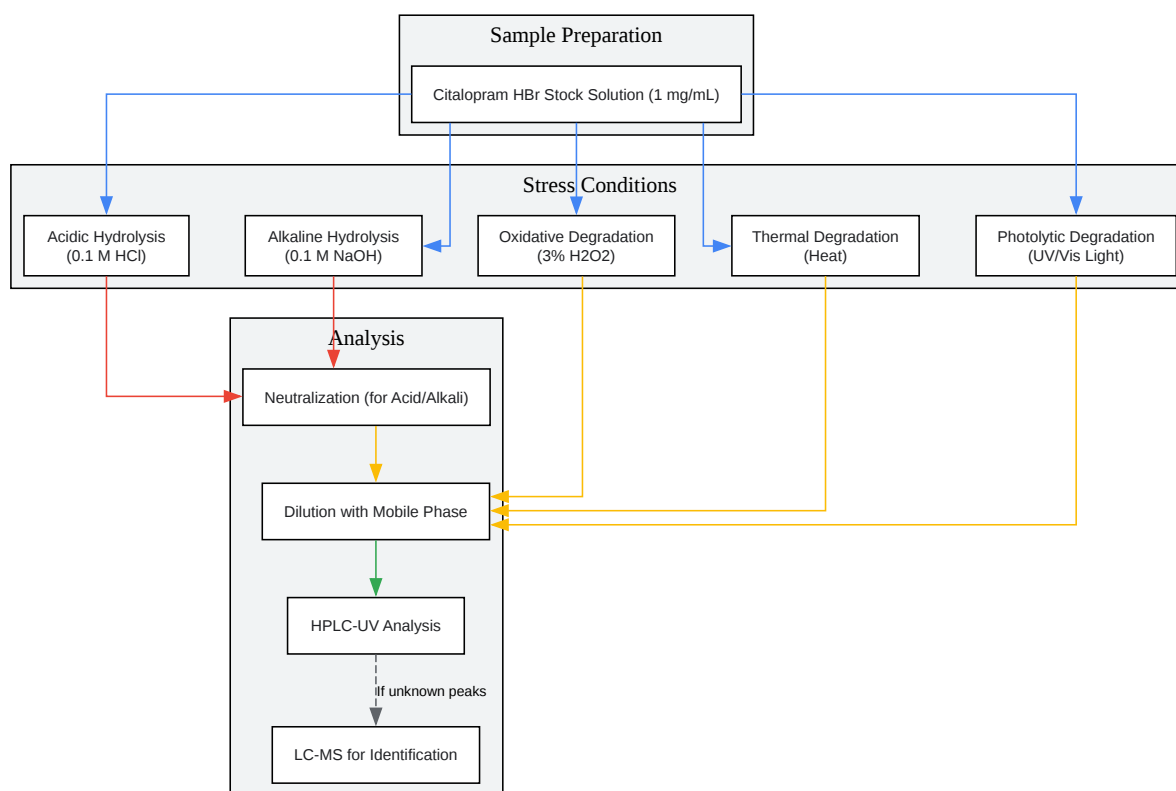 Sample Preparation
Citalopram HBr Stock Solution (1 mg/mL)
Stress Conditions
Acidic Hydrolysis
(0.1 M HCl)
Alkaline Hydrolysis
(0.1 M NaOH)
Oxidative Degradation
(3% H2O2)
Thermal Degradation
(Heat)
Photolytic Degradation
(UV/Vis Light)
Analysis
Neutralization (for Acid/Alkali)
Dilution with Mobile Phase
HPLC-UV Analysis
If unknown peaks
LC-MS for Identification